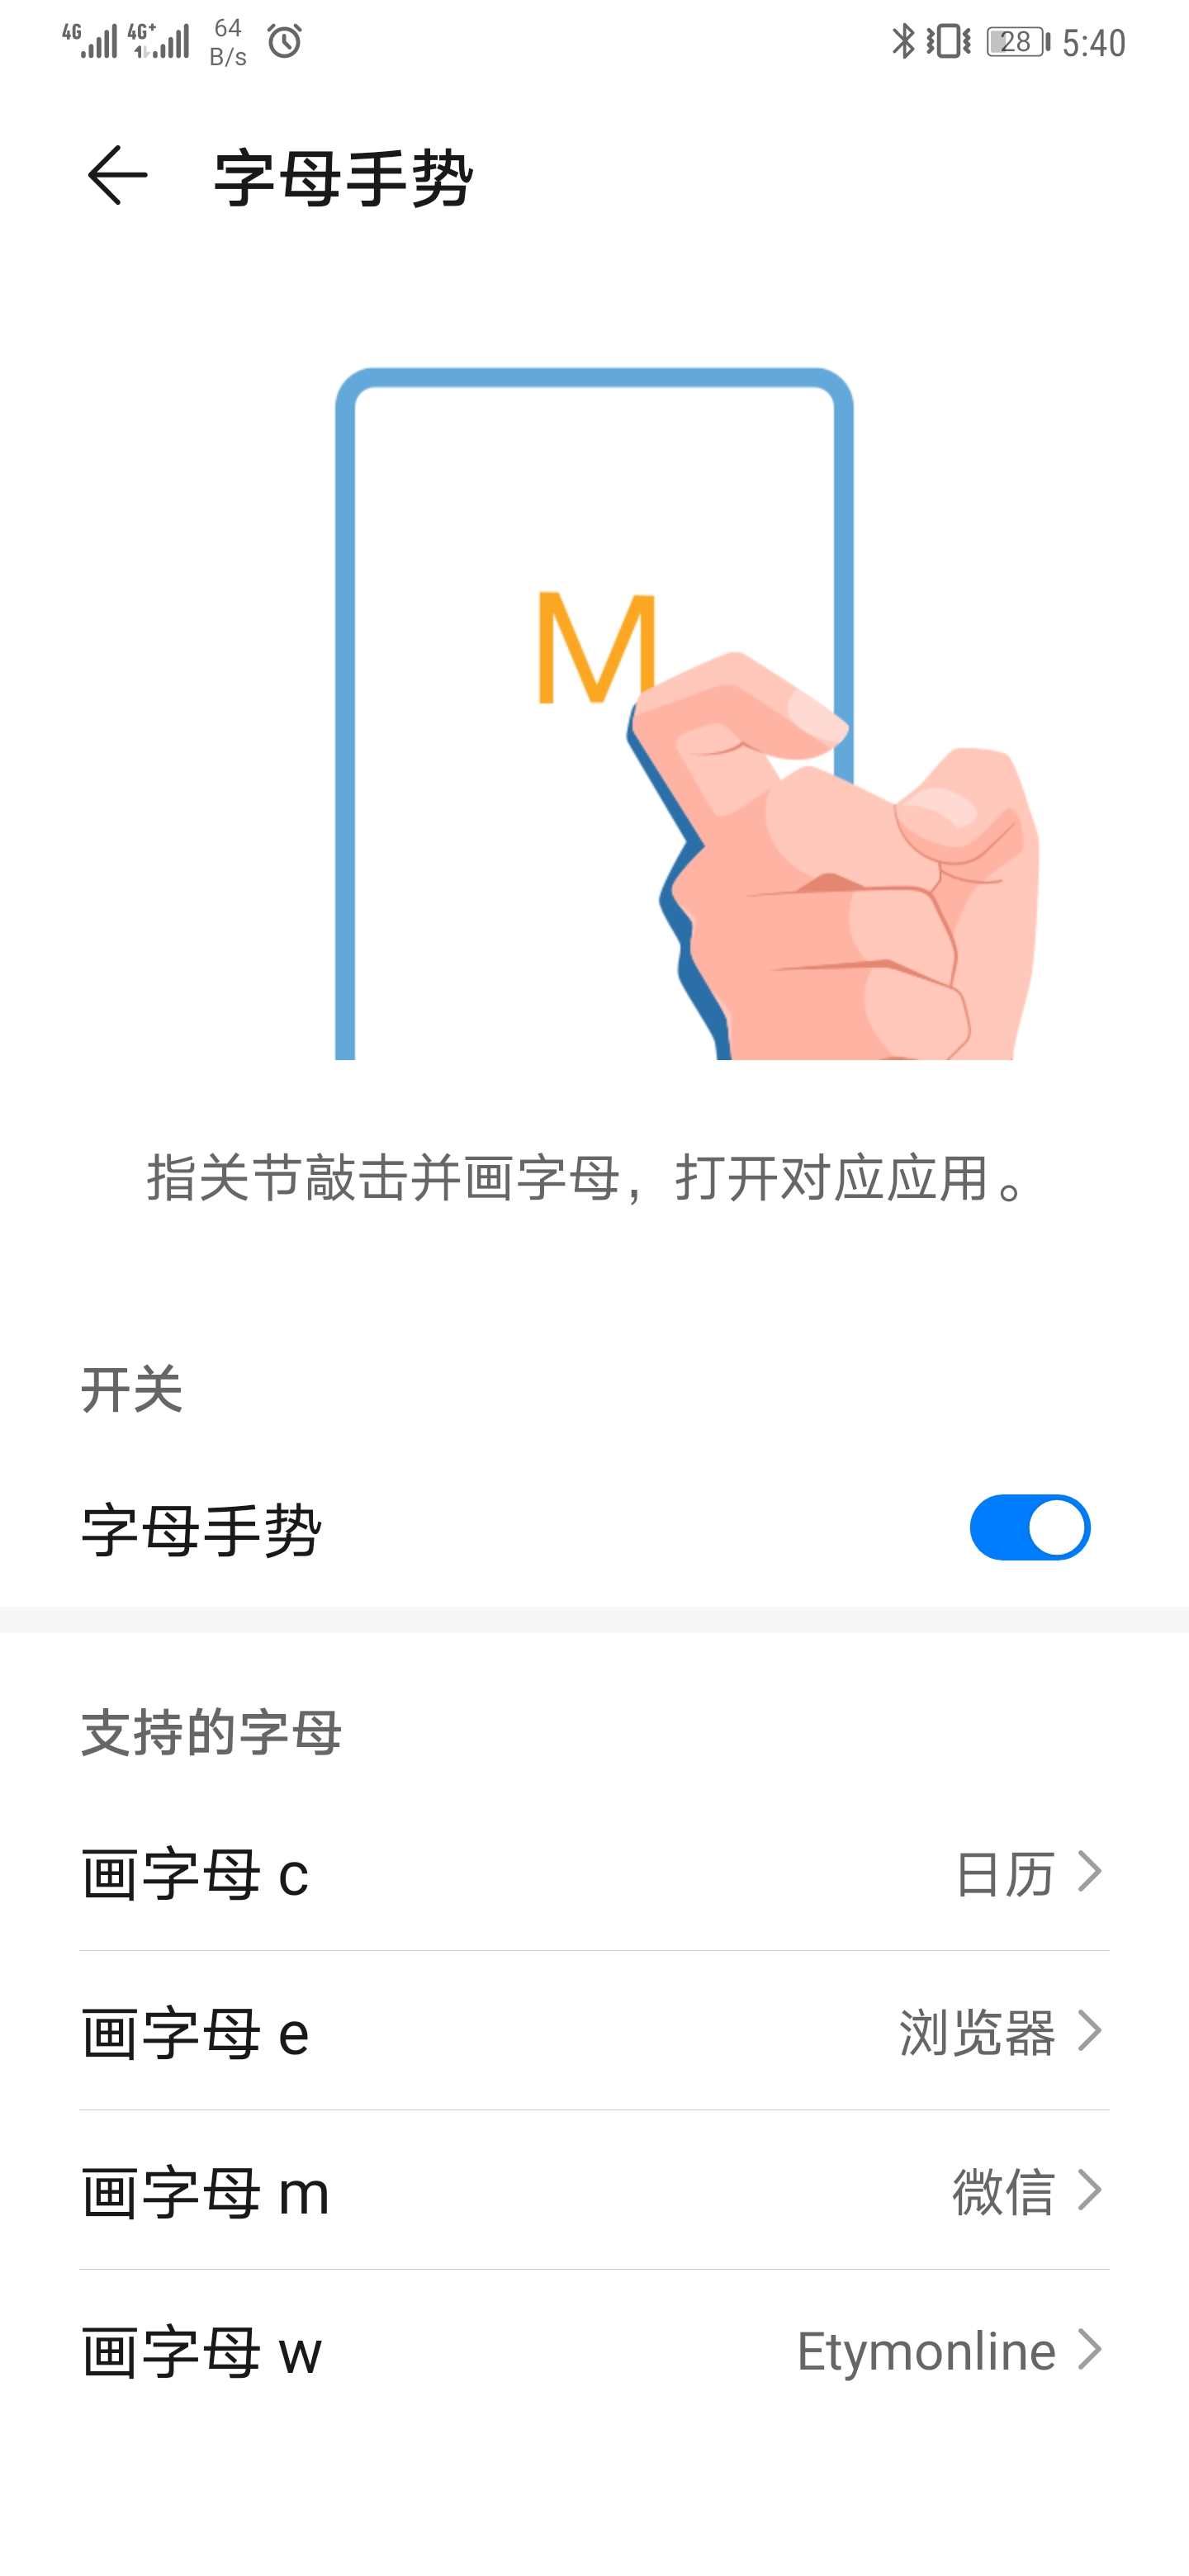 4G 4G+ 64 B/s 28 5:40
字母手势
M
指关节敲击并画字母，打开对应应用。
开关
字母手势
支持的字母
画字母 c 日历
画字母 e 浏览器
画字母 m 微信
画字母 w Etymonline